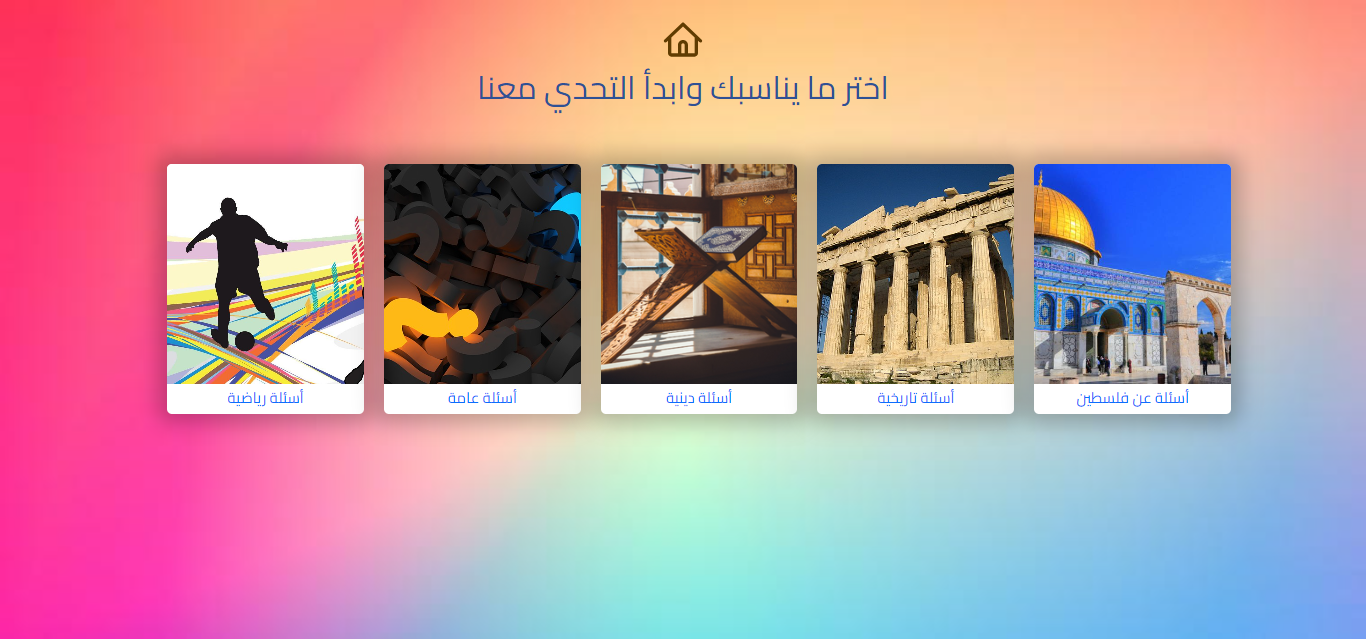 اختر ما يناسبك وابدأ التحدي معنا
أسئلة عن فلسطين
أسئلة تاريخية
أسئلة دينية
أسئلة عامة
أسئلة رياضية